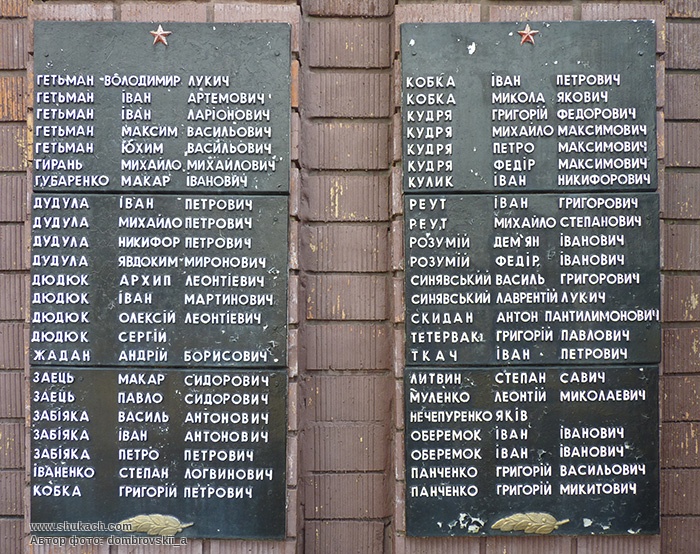 ГЕТЬМАН ВОЛОДИМИР ЛУКИЧ
ГЕТЬМАН ІВАН АРТЕМОВИЧ
ГЕТЬМАН ІВАН ЛАРІОНОВИЧ
ГЕТЬМАН МАКСИМ ВАСИЛЬОВИЧ
ГЕТЬМАН ЮХИМ ВАСИЛЬОВИЧ
ГИРАНЬ МИХАЙЛО МИХАЙЛОВИЧ
ГУБАРЕНКО МАКАР ІВАНОВИЧ
ДУДУЛА ІВАН ПЕТРОВИЧ
ДУДУЛА МИХАЙЛО ПЕТРОВИЧ
ДУДУЛА НИКИФОР ПЕТРОВИЧ
ДУДУЛА ЯВДОКИМ МИРОНОВИЧ
ДЮДЮК АРХИП ЛЕОНТІЕВИЧ
ДЮДЮК ІВАН МАРТИНОВИЧ
ДЮДЮК ОЛЕКСІЙ ЛЕОНТІЕВИЧ
ДЮДЮК СЕРГІЙ
ЖАДАН АНДРІЙ БОРИСОВИЧ
ЗАЕЦЬ МАКАР СИДОРОВИЧ
ЗАЕЦЬ ПАВЛО СИДОРОВИЧ
ЗАБІЯКА ВАСИЛЬ АНТОНОВИЧ
ЗАБІЯКА ІВАН АНТОНОВИЧ
ЗАБІЯКА ПЕТРО ПЕТРОВИЧ
ІВАНЕНКО СТЕПАН ЛОГВИНОВИЧ
КОБКА ГРИГОРІЙ ПЕТРОВИЧ
КОБКА ІВАН ПЕТРОВИЧ
КОБКА МИКОЛА ЯКОВИЧ
КУДРЯ ГРИГОРІЙ ФЕДОРОВИЧ
КУДРЯ МИХАЙЛО МАКСИМОВИЧ
КУДРЯ ПЕТРО МАКСИМОВИЧ
КУДРЯ ФЕДІР МАКСИМОВИЧ
КУЛИК ІВАН НИКИФОРОВИЧ
РЕУТ ІВАН ГРИГОРОВИЧ
РЕУТ МИХАЙЛО СТЕПАНОВИЧ
РОЗУМІЙ ДЕМ'ЯН ІВАНОВИЧ
РОЗУМІЙ ФЕДІР ІВАНОВИЧ
СИНЯВСЬКИЙ ВАСИЛЬ ГРИГОРОВИЧ
СИНЯВСЬКИЙ ЛАВРЕНТІЙ ЛУКИЧ
СКИДАН АНТОН ПАНТИЛИМОНОВИЧ
ТЕТЕРВАК ГРИГОРІЙ ПАВЛОВИЧ
ТКАЧ ІВАН ПЕТРОВИЧ
ЛИТВИН СТЕПАН САВИЧ
МУЛЕНКО ЛЕОНТІЙ МИКОЛАЕВИЧ
НЕЧЕПУРЕНКО ЯКІВ
ОБЕРЕМОК ІВАН ІВАНОВИЧ
ОБЕРЕМОК ІВАН ІВАНОВИЧ
ПАНЧЕНКО ГРИГОРІЙ ВАСИЛЬОВИЧ
ПАНЧЕНКО ГРИГОРІЙ МИКИТОВИЧ
www.shukach.com
Автор фото: dombrovskii_a